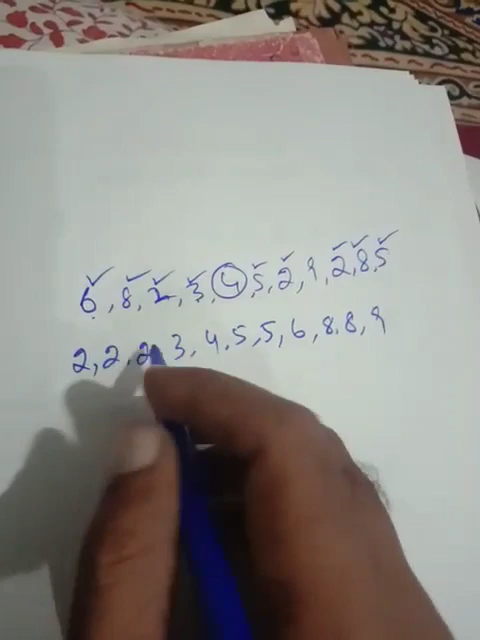 6, 8, 2, 3, 4, 5, 2, 9, 2, 8, 5
2, 2, 2, 3, 4, 5, 5, 6, 8, 8, 9